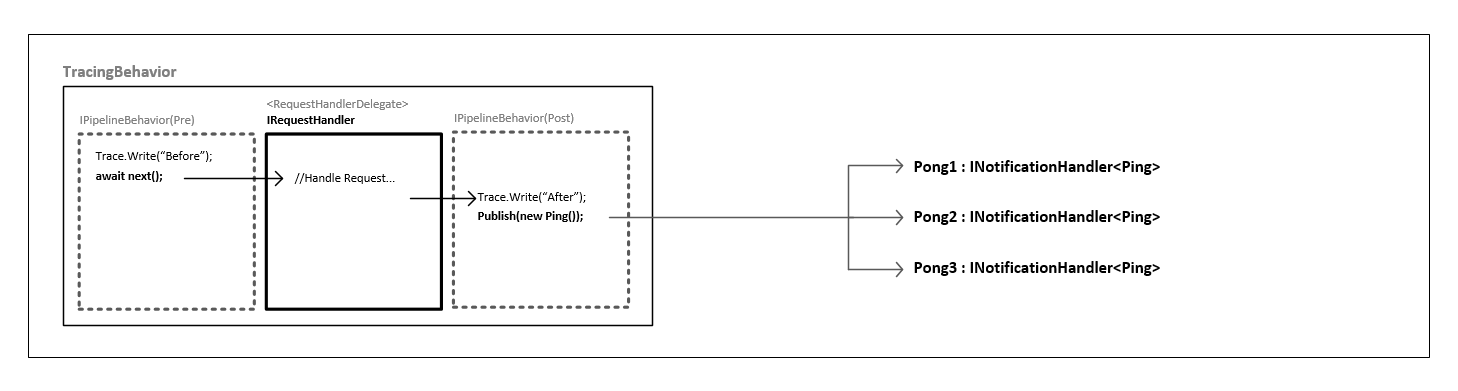 TracingBehavior
IPipelineBehavior(Pre)
Trace.Write(“Before”);
await next();
<RequestHandlerDelegate>
IRequestHandler
//Handle Request...
IPipelineBehavior(Post)
Trace.Write(“After”);
Publish(new Ping());
Pong1 : INotificationHandler<Ping>
Pong2 : INotificationHandler<Ping>
Pong3 : INotificationHandler<Ping>